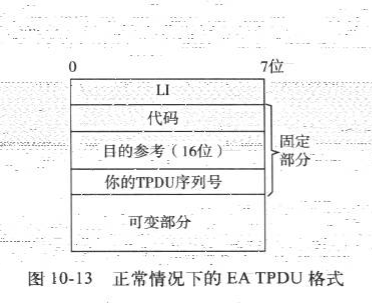 0 7位
LI
代码
目的参考（16位）
固定
部分
你的TPDU序列号
可变部分
图 10-13 正常情况下的 EA TPDU 格式